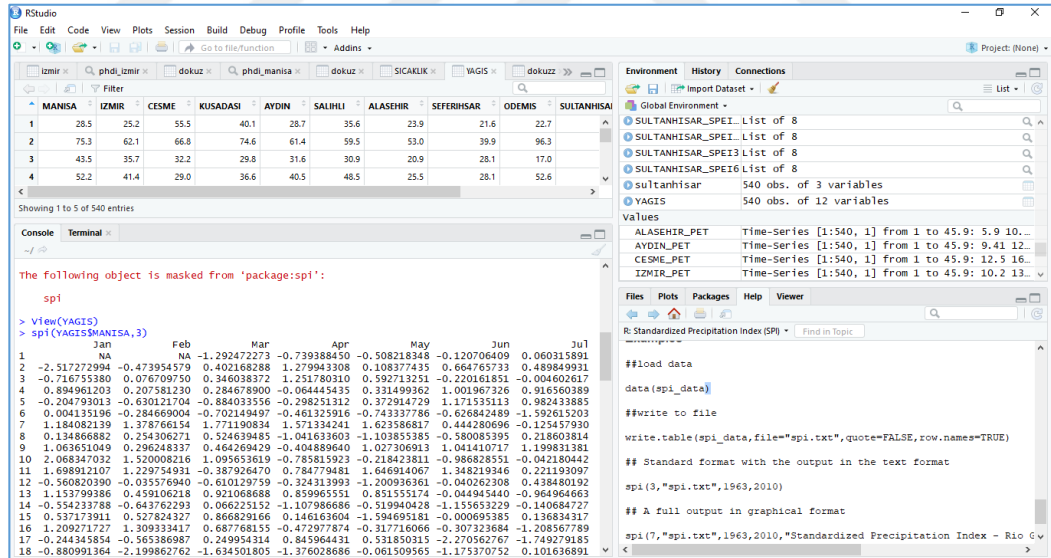 RStudio
File Edit Code View Plots Session Build Debug Profile Tools Help
Go to file/function Addins Project: (None)
izmir phdi_izmir dokuz phdi_manisa dokuz SICAKLIK YAGIS dokuzz
Filter
MANISA IZMIR CESME KUSADASI AYDIN SALIHLI ALASEHIR SEFERIHSAR ODEMIS SULTANHISA
1 28.5 25.2 55.5 40.1 28.7 35.6 23.9 21.6 22.7
2 75.3 62.1 66.8 74.6 61.4 59.5 53.0 39.9 96.3
3 43.5 35.7 32.2 29.8 31.6 30.9 20.9 28.1 17.0
4 52.2 41.4 29.0 36.6 40.5 48.5 25.5 28.1 52.6
Showing 1 to 5 of 540 entries
Console Terminal
~/
The following object is masked from ‘package:spi’:
spi
> View(YAGIS)
> spi(YAGIS$MANISA,3)
Jan Feb Mar Apr May Jun Jul
1 NA NA -1.292472273 -0.739388450 -0.508218348 -0.120706409 0.060315891
2 -2.517272994 -0.473954579 0.402168288 1.279943308 0.108377435 0.664765733 0.489849931
3 -0.716755380 0.076709750 0.346038372 1.251780310 0.592713251 -0.220161851 -0.004602617
4 0.894961203 0.207581230 0.284678900 -0.064445435 0.331499362 1.001967326 0.916560389
5 -0.204793013 -0.630121704 -0.884033556 -0.298251312 0.372914729 1.171535113 0.982433885
6 0.004135196 -0.284669004 -0.702149497 -0.461325916 -0.743337786 -0.626842489 -1.592615203
7 1.184082139 1.378766154 1.771190834 1.571334241 1.623586817 0.444280696 -0.125457930
8 0.134866882 0.254306271 0.524639485 -1.041633603 -1.103855385 -0.580085395 0.218603814
9 1.063651049 0.296248337 0.464269429 -0.404889640 1.027306913 1.041410717 1.199831381
10 2.068347032 1.520008216 1.095653619 -0.785815923 -0.218423811 -0.986828551 -0.042180442
11 1.698912107 1.229754931 -0.387926470 0.784779481 1.646914067 1.348219346 0.221193097
12 -0.560820390 -0.035576940 -0.610129759 -0.324313993 -1.200936361 -0.040262308 0.438480192
13 1.153799386 0.459106218 0.921068688 0.859965551 0.851555174 -0.044945440 -0.964964663
14 -0.554233788 -0.643762293 0.066225152 -1.107986686 -0.519940428 -1.155653229 -0.140684727
15 0.537173911 0.527824327 0.866829166 0.146163604 -1.594695181 -0.000695385 0.136834317
16 1.209271727 1.309333417 0.687768155 -0.472977874 -0.317716066 -0.307323684 -1.208567789
17 -0.244345854 -0.565386987 0.249954314 0.845964431 0.531850315 -2.270562767 -1.749279185
18 -0.880991364 -2.199862762 -1.634501805 -1.376028686 -0.061509565 -1.175370752 0.101636891
Environment History Connections
Import Dataset List
Global Environment
SULTANHISAR_SPEI… List of 8
SULTANHISAR_SPEI3 List of 8
SULTANHISAR_SPEI6 List of 8
sultanhisar 540 obs. of 3 variables
YAGIS 540 obs. of 12 variables
Values
ALASEHIR_PET Time-Series [1:540, 1] from 1 to 45.9: 5.9 10.…
AYDIN_PET Time-Series [1:540, 1] from 1 to 45.9: 9.41 12…
CESME_PET Time-Series [1:540, 1] from 1 to 45.9: 12.5 16…
IZMIR_PET Time-Series [1:540, 1] from 1 to 45.9: 10.2 13…
Files Plots Packages Help Viewer
R: Standardized Precipitation Index (SPI) Find in Topic
Examples
##load data
data(spi_data)
##write to file
write.table(spi_data,file="spi.txt",quote=FALSE,row.names=TRUE)
## Standard format with the output in the text format
spi(3,"spi.txt",1963,2010)
## A full output in graphical format
spi(7,"spi.txt",1963,2010,"Standardized Precipitation Index - Rio G